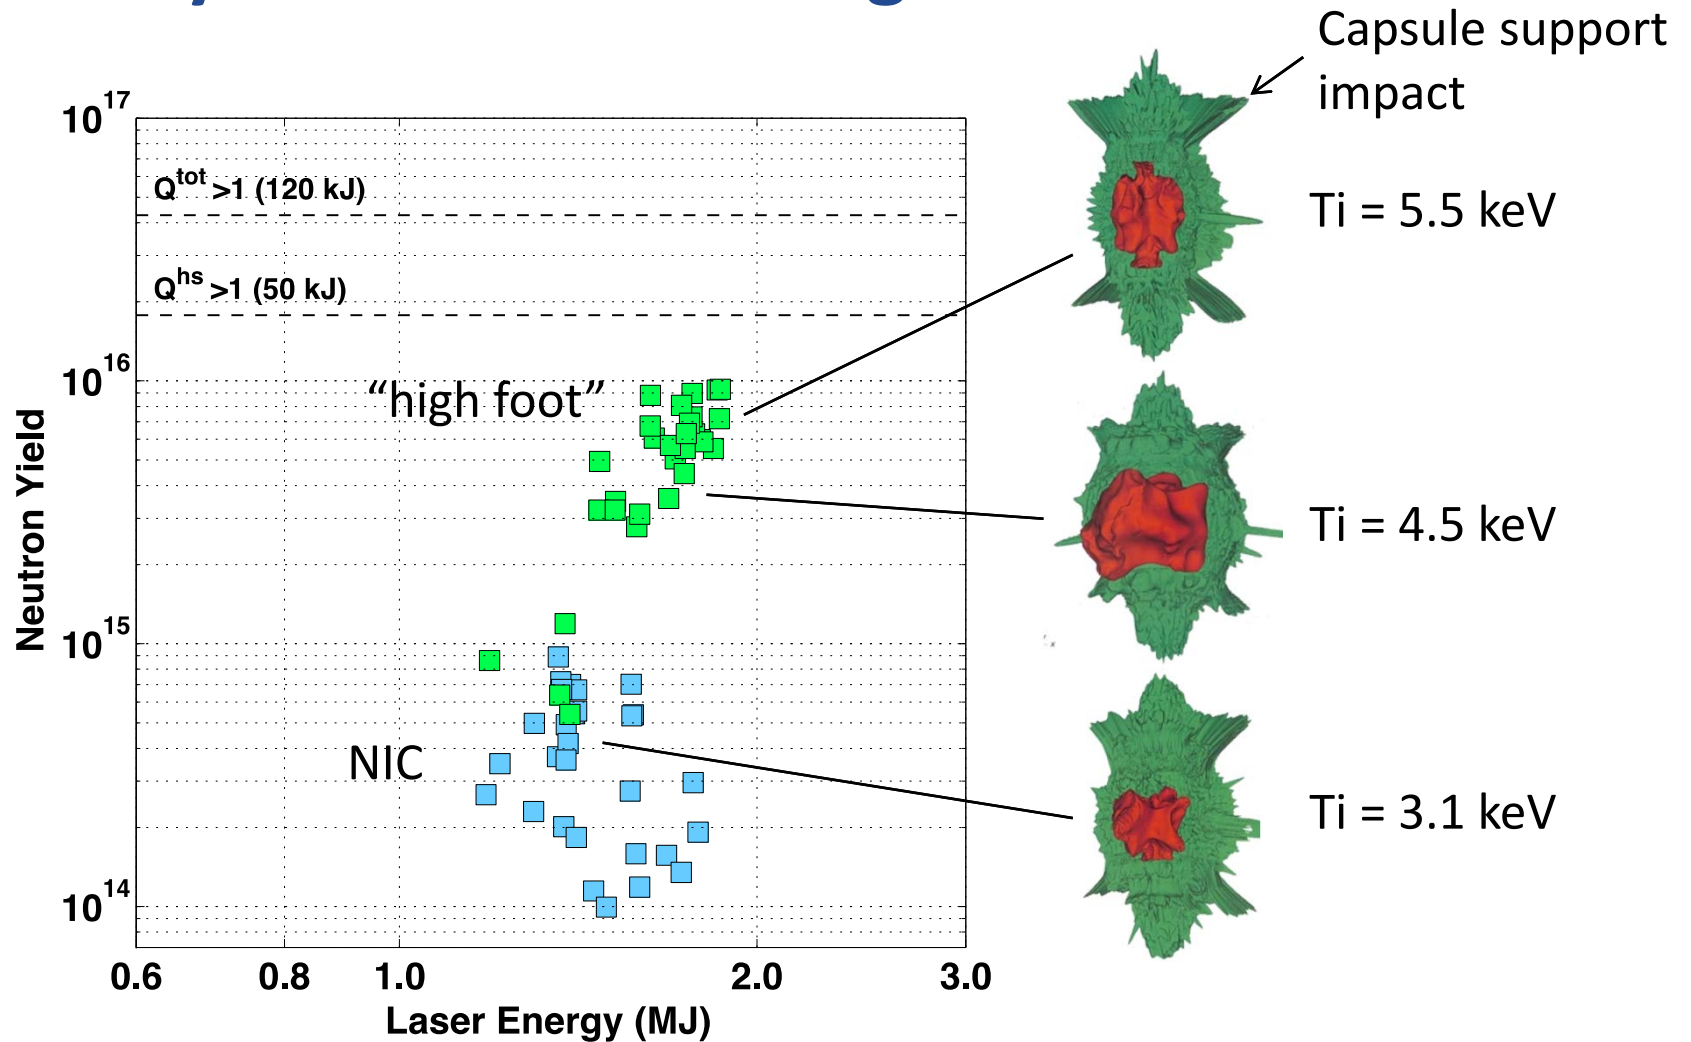 Capsule support
impact
10^17
Q^tot >1 (120 kJ)
Ti = 5.5 keV
Q^hs >1 (50 kJ)
10^16
“high foot”
Ti = 4.5 keV
Neutron Yield
10^15
NIC
Ti = 3.1 keV
10^14
0.6 0.8 1.0 2.0 3.0
Laser Energy (MJ)